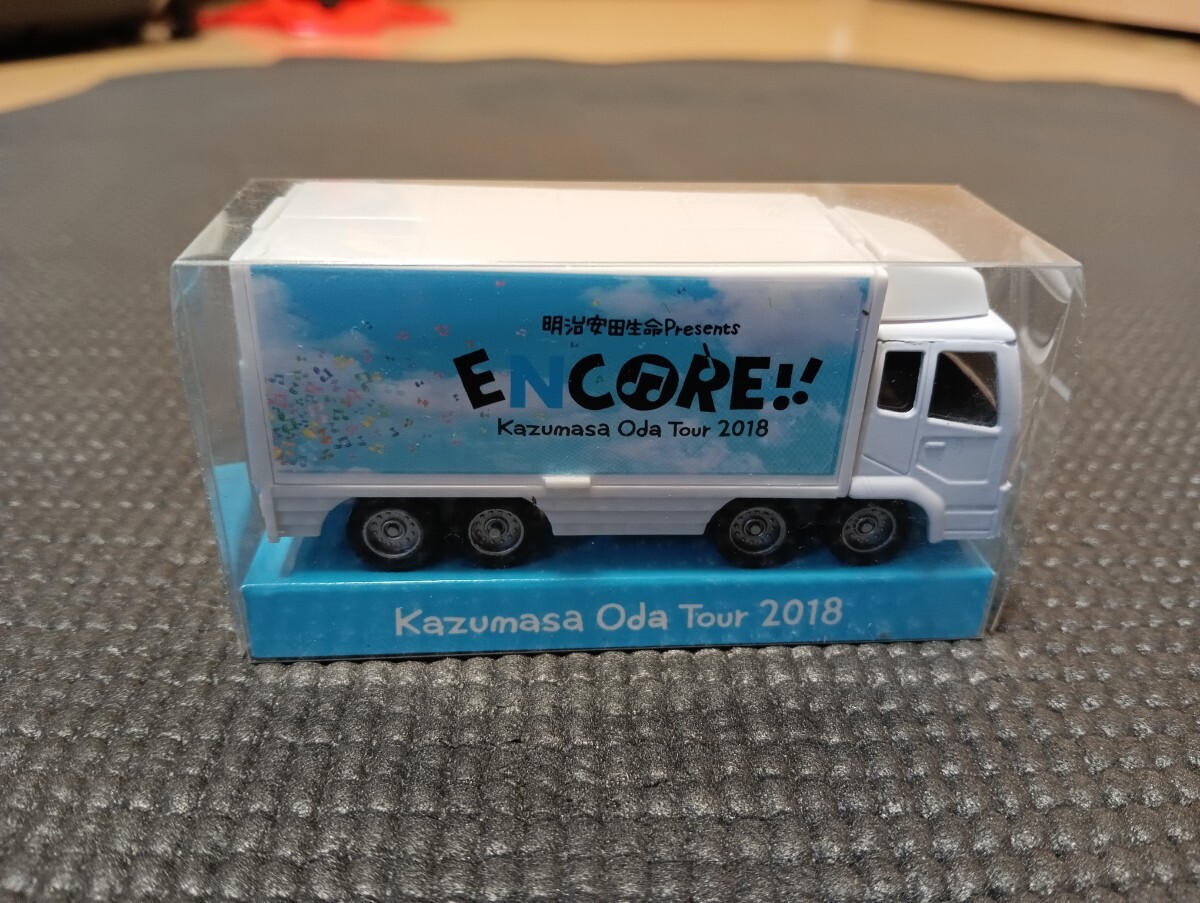 明治安田生命Presents
ENCORE!!
Kazumasa Oda Tour 2018
Kazumasa Oda Tour 2018